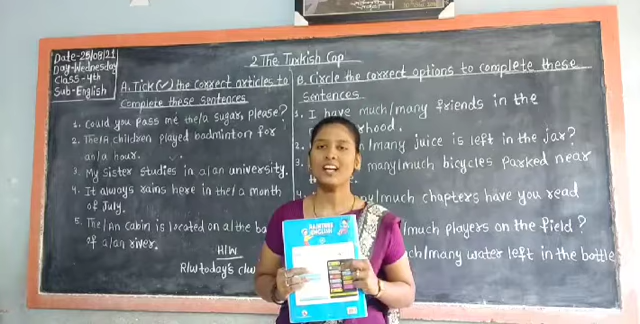 Date-25/08/21
Day-Wednesday
Class-4th
Sub-English
2 The Turkish Cap
A. Tick (✓) the correct articles to
complete these sentences
1. Could you pass me the/a sugar, please?
2. The/A children played badminton for
an/a hour.
3. My sister studies in a/an university.
4. It always rains here in the/a month
of July.
5. The/An cabin is located on a/the ba
of a/an river.
H/W
R/w today's c/w
B. Circle the correct options to complete these
sentences
1. I have much/many friends in the
rhood.
2. /many juice is left in the jar?
3. many/much bicycles parked near
y/much chapters have you read
/much players on the field?
ch/many water left in the bottle
ENGLISH